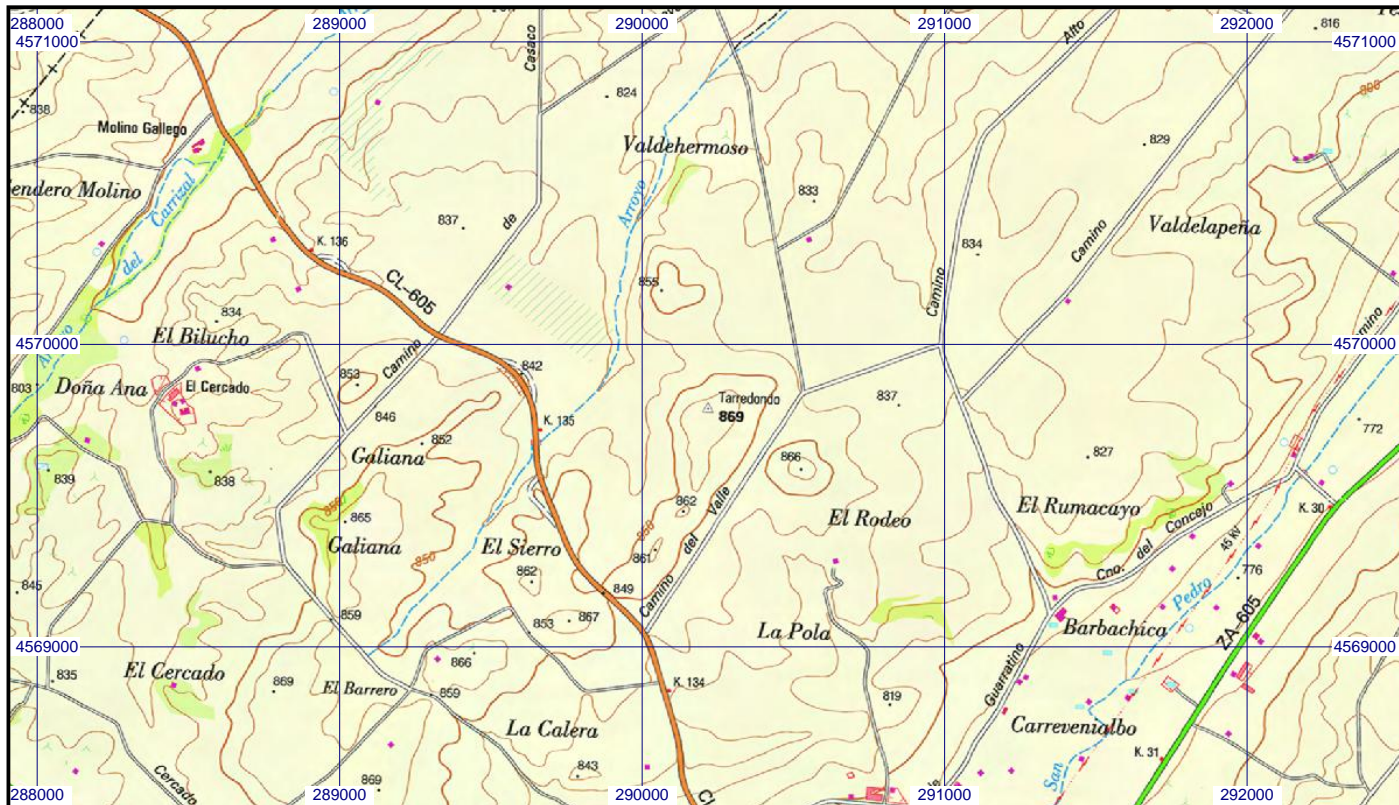 288000 289000 290000 291000 292000
4571000 4571000
816
Casaco
Alto
838
824
800
Molino Gallego
Valdehermoso
829
endero Molino
Carrizal
del
Arroyo
833
837
de
Valdelapeña
K. 136
834
Camino
CL-605
855
Camino
834
El Bilucho
4570000 4570000
Camino
842
803
Doña Ana
El Cercado
853
Tarredondo
869
837
846
K. 135
772
852
Galiana
866
827
839
838
850
865
862
Valle
El Rodeo
El Rumacayo
Concejo
K. 30
Galiana
850
El Sierro
850
del
861
del
45 kV
Cno.
862
776
845
849
Camino
Pedro
859
867
853
La Pola
Barbachica
ZA-605
4569000 4569000
866
835
El Cercado
869
El Barrero
859
K. 134
819
Guarratino
La Calera
Carrevenialbo
K. 31
843
San
Cercado
869
288000 289000 290000 291000 292000